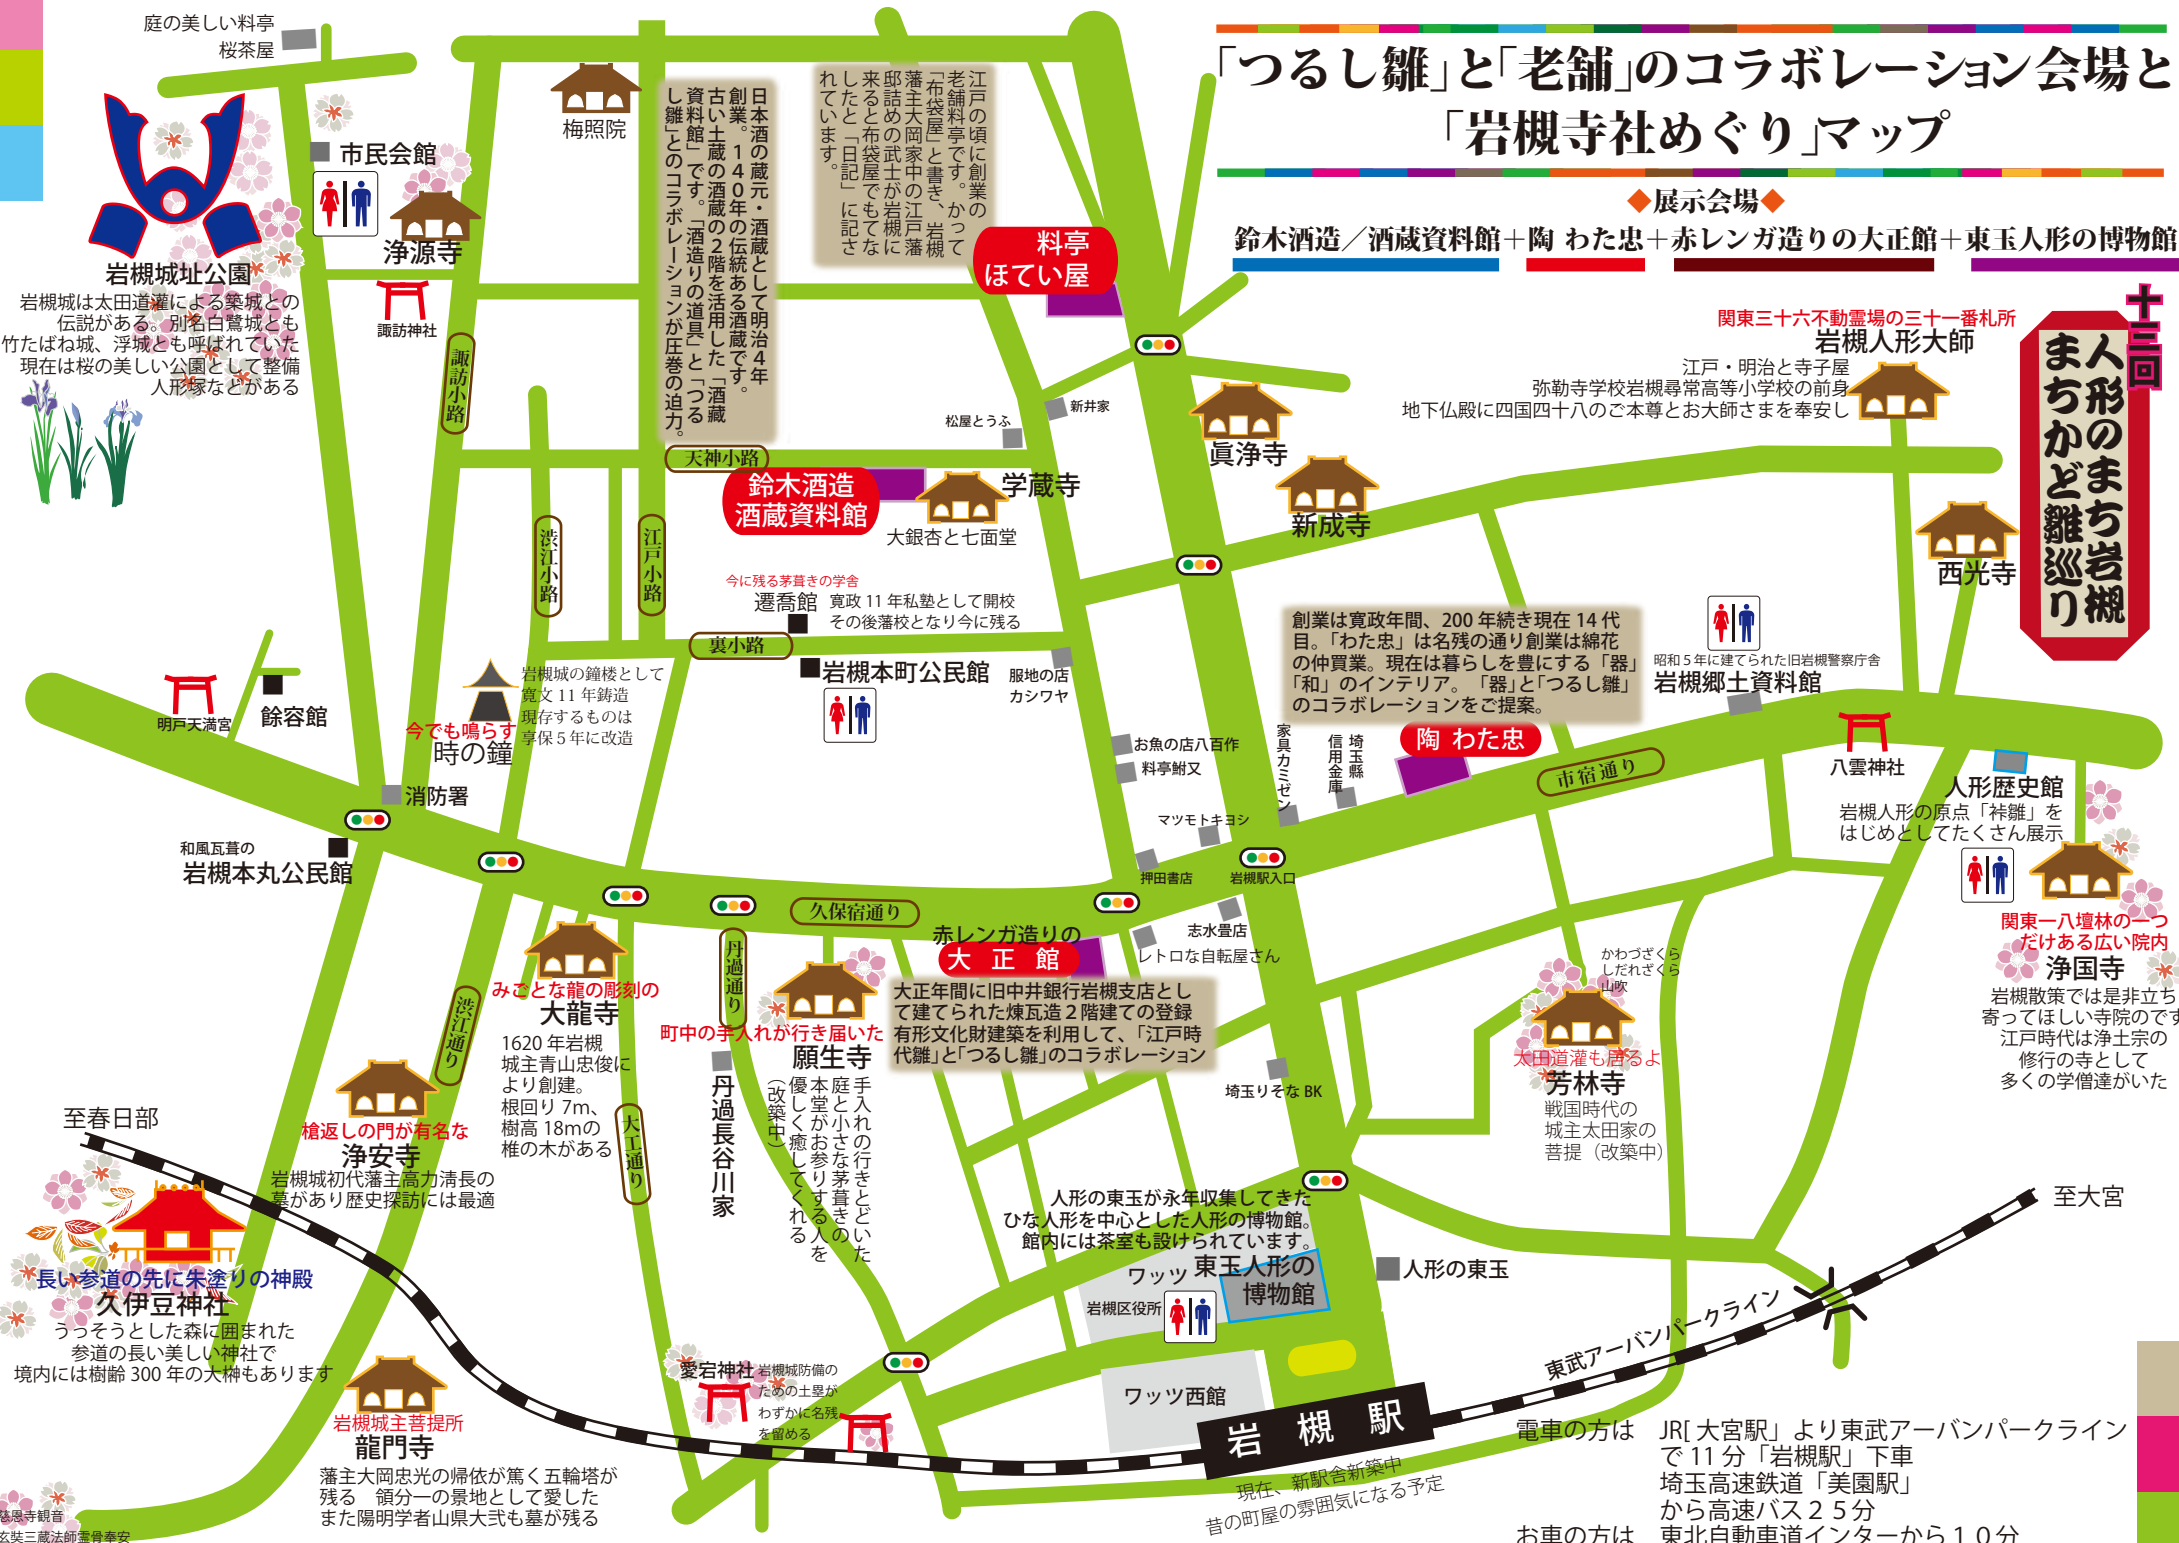 「つるし雛」と「老舗」のコラボレーション会場と
「岩槻寺社めぐり」マップ
◆展示会場◆
鈴木酒造／酒蔵資料館＋陶 わた忠＋赤レンガ造りの大正館＋東玉人形の博物館
十三回
人形のまち岩槻
まちかど雛巡り
庭の美しい料亭
桜茶屋
市民会館
浄源寺
諏訪神社
諏訪小路
岩槻城址公園
岩槻城は太田道灌による築城との
伝説がある。別名白鷺城とも
竹たばね城、浮城とも呼ばれていた
現在は桜の美しい公園として整備
人形塚などがある
梅照院
日本酒の蔵元・酒蔵として明治４年
創業。１４０年の伝統ある酒蔵です。
古い土蔵の酒蔵の２階を活用した「酒蔵
資料館」です。「酒造りの道具」と「つる
し雛」とのコラボレーションが圧巻の迫力。
江戸の頃に創業の
老舗料亭です。かって
「布袋屋」と書き、岩槻
藩主大岡家中の江戸藩
邸詰めの武士が岩槻に
来ると布袋屋でもてな
したと「日記」に記さ
れています。
料亭
ほてい屋
新井家
松屋とうふ
天神小路
鈴木酒造
酒蔵資料館
学蔵寺
大銀杏と七面堂
渋江小路
江戸小路
今に残る茅葺きの学舎
遷喬館
寛政 11 年私塾として開校
その後藩校となり今に残る
裏小路
岩槻本町公民館
服地の店
カシワヤ
眞浄寺
新成寺
関東三十六不動霊場の三十一番札所
岩槻人形大師
江戸・明治と寺子屋
弥勒寺学校岩槻尋常高等小学校の前身
地下仏殿に四国四十八のご本尊とお大師さまを奉安し
西光寺
創業は寛政年間、200 年続き現在 14 代
目。「わた忠」は名残の通り創業は綿花
の仲買業。現在は暮らしを豊にする「器」
「和」のインテリア。「器」と「つるし雛」
のコラボレーションをご提案。
陶 わた忠
昭和５年に建てられた旧岩槻警察庁舎
岩槻郷土資料館
市宿通り
八雲神社
人形歴史館
岩槻人形の原点「裃雛」を
はじめとしてたくさん展示
関東一八壇林の一つ
だけある広い院内
浄国寺
岩槻散策では是非立ち
寄ってほしい寺院のです
江戸時代は浄土宗の
修行の寺として
多くの学僧達がいた
明戸天満宮
餘容館
今でも鳴らす
時の鐘
岩槻城の鐘楼として
寛文 11 年鋳造
現存するものは
享保５年に改造
消防署
和風瓦葺の
岩槻本丸公民館
お魚の店八百作
料亭鮒又
マツモトキヨシ
家具カミゼン
埼玉縣
信用金庫
押田書店
岩槻駅入口
志水畳店
レトロな自転屋さん
久保宿通り
赤レンガ造りの
大 正 館
大正年間に旧中井銀行岩槻支店とし
て建てられた煉瓦造２階建ての登録
有形文化財建築を利用して、「江戸時
代雛」と「つるし雛」のコラボレーション
丹過通り
みごとな龍の彫刻の
大龍寺
1620 年岩槻
城主青山忠俊に
より創建。
根回り 7m、
樹高 18mの
椎の木がある
渋江通り
大工通り
町中の手入れが行き届いた
願生寺
手入れの行きとどいた
庭と小さな茅葺きの
本堂がお参りする人を
優しく癒してくれる
（改築中）
丹過長谷川家
槍返しの門が有名な
浄安寺
岩槻城初代藩主高力清長の
墓があり歴史探訪には最適
至春日部
長い参道の先に朱塗りの神殿
久伊豆神社
うっそうとした森に囲まれた
参道の長い美しい神社で
境内には樹齢 300 年の大榊もあります
岩槻城主菩提所
龍門寺
藩主大岡忠光の帰依が篤く五輪塔が
残る　領分一の景地として愛した
また陽明学者山県大弐も墓が残る
慈恩寺観音
玄奘三蔵法師霊骨奉安
愛宕神社
岩槻城防備の
ための土塁が
わずかに名残
を留める
かわづざくら
しだれざくら
山吹
太田道灌も居るよ
芳林寺
戦国時代の
城主太田家の
菩提（改築中）
埼玉りそな BK
人形の東玉が永年収集してきた
ひな人形を中心とした人形の博物館。
館内には茶室も設けられています。
東玉人形の
博物館
ワッツ
岩槻区役所
人形の東玉
ワッツ西館
岩 槻 駅
現在、新駅舎新築中
昔の町屋の雰囲気になる予定
東武アーバンパークライン
至大宮
電車の方は　JR[ 大宮駅」より東武アーバンパークライン
で 11 分「岩槻駅」下車
埼玉高速鉄道「美園駅」
から高速バス２５分
お車の方は　東北自動車道インターから１０分